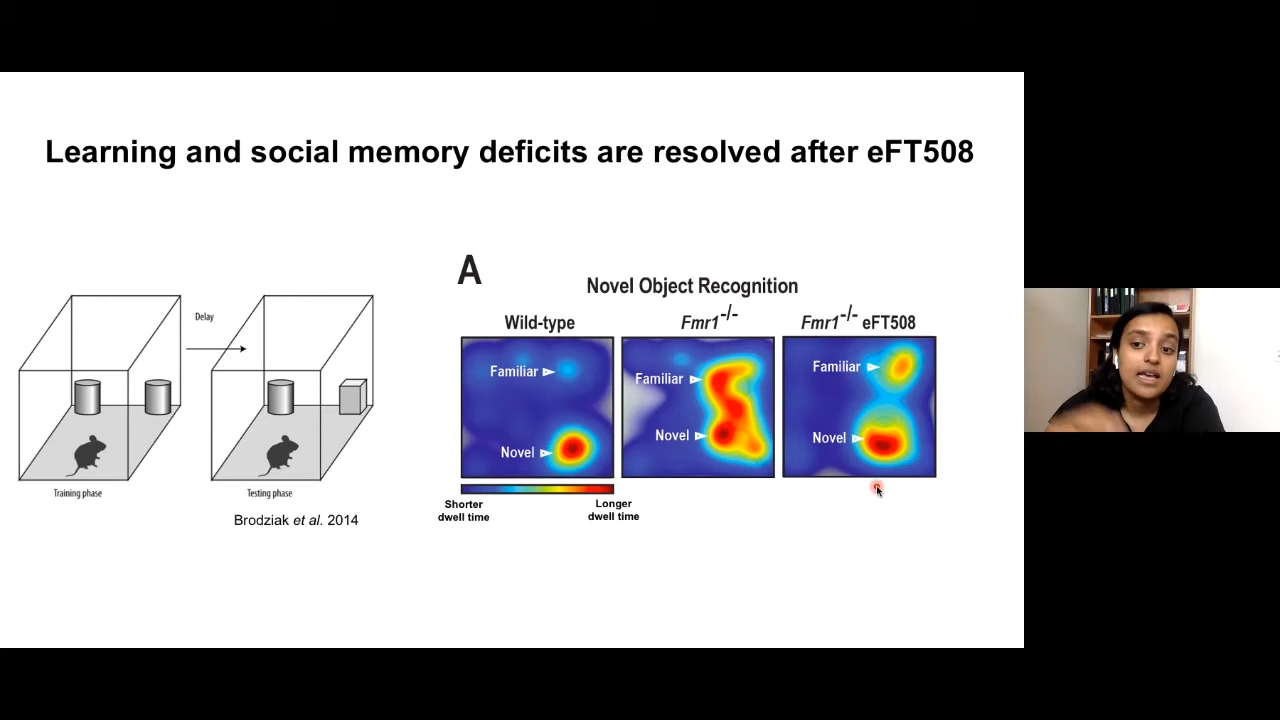 Learning and social memory deficits are resolved after eFT508
Delay
Training phase
Testing phase
Brodziak et al. 2014
A
Novel Object Recognition
Wild-type
Fmr1-/-
Fmr1-/- eFT508
Familiar
Novel
Familiar
Novel
Familiar
Novel
Shorter
dwell time
Longer
dwell time